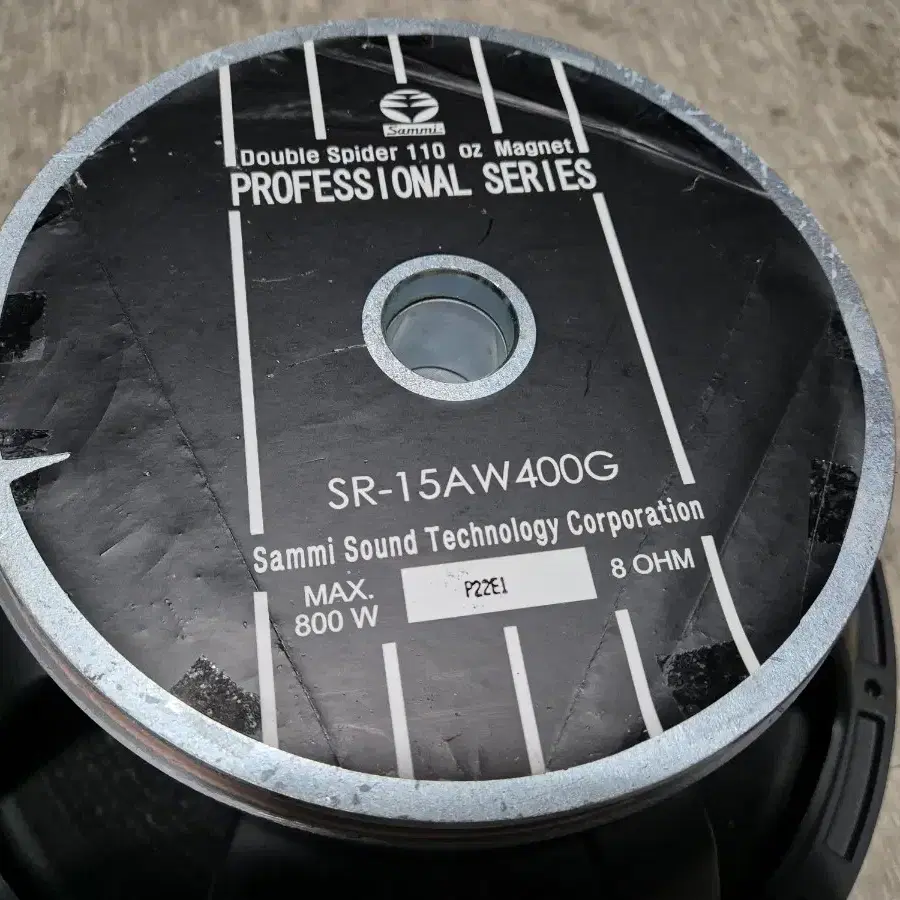 Sammi
Double Spider 110 oz Magnet
PROFESSIONAL SERIES
SR-15AW400G
Sammi Sound Technology Corporation
MAX.
800 W
P22E1
8 OHM